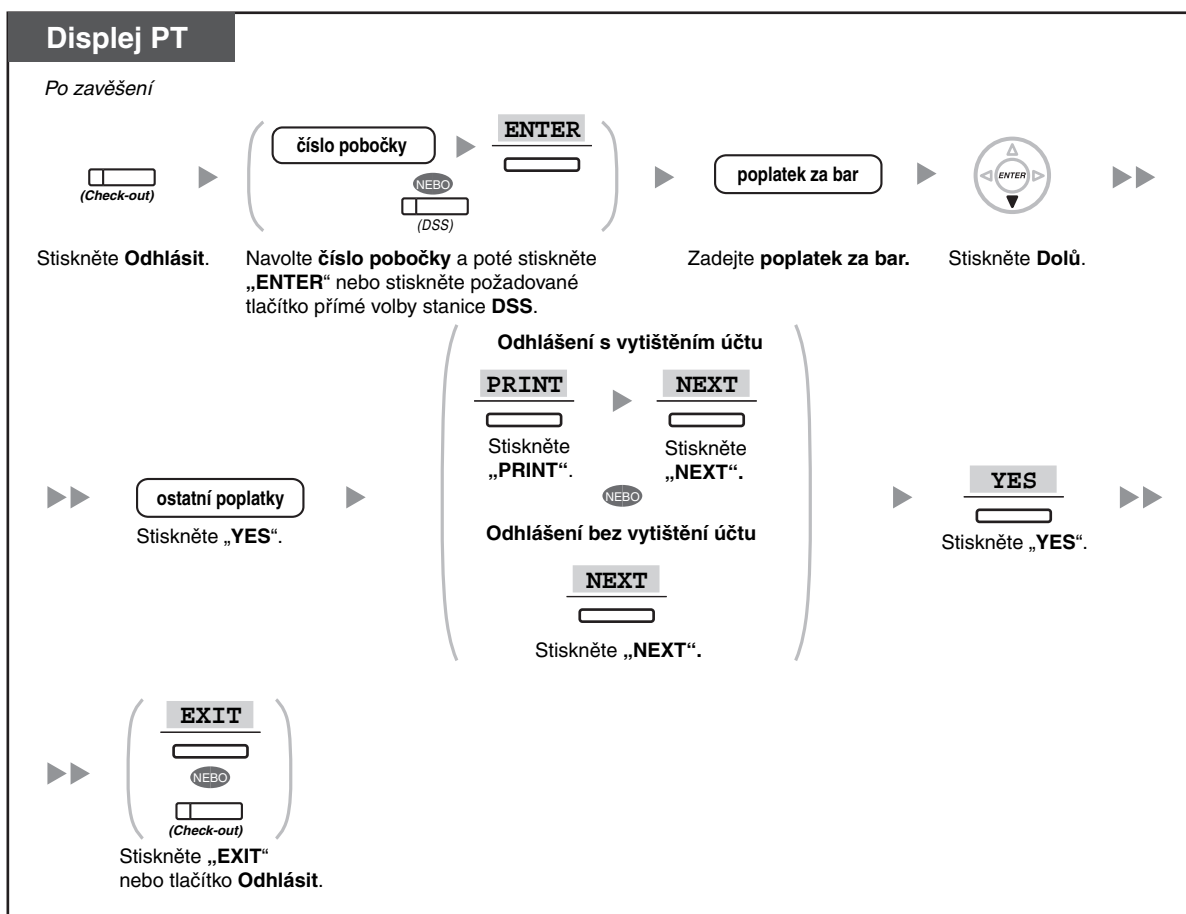 Displej PT
Po zavěšení
(Check-out)
číslo pobočky
ENTER
NEBO
(DSS)
poplatek za bar
ENTER
Stiskněte Odhlásit.
Navolte číslo pobočky a poté stiskněte
„ENTER“ nebo stiskněte požadované
tlačítko přímé volby stanice DSS.
Zadejte poplatek za bar.
Stiskněte Dolů.
ostatní poplatky
Stiskněte „YES“.
Odhlášení s vytištěním účtu
PRINT
NEXT
Stiskněte
„PRINT“.
Stiskněte
„NEXT“.
NEBO
Odhlášení bez vytištění účtu
NEXT
Stiskněte „NEXT“.
YES
Stiskněte „YES“.
EXIT
NEBO
(Check-out)
Stiskněte „EXIT“
nebo tlačítko Odhlásit.